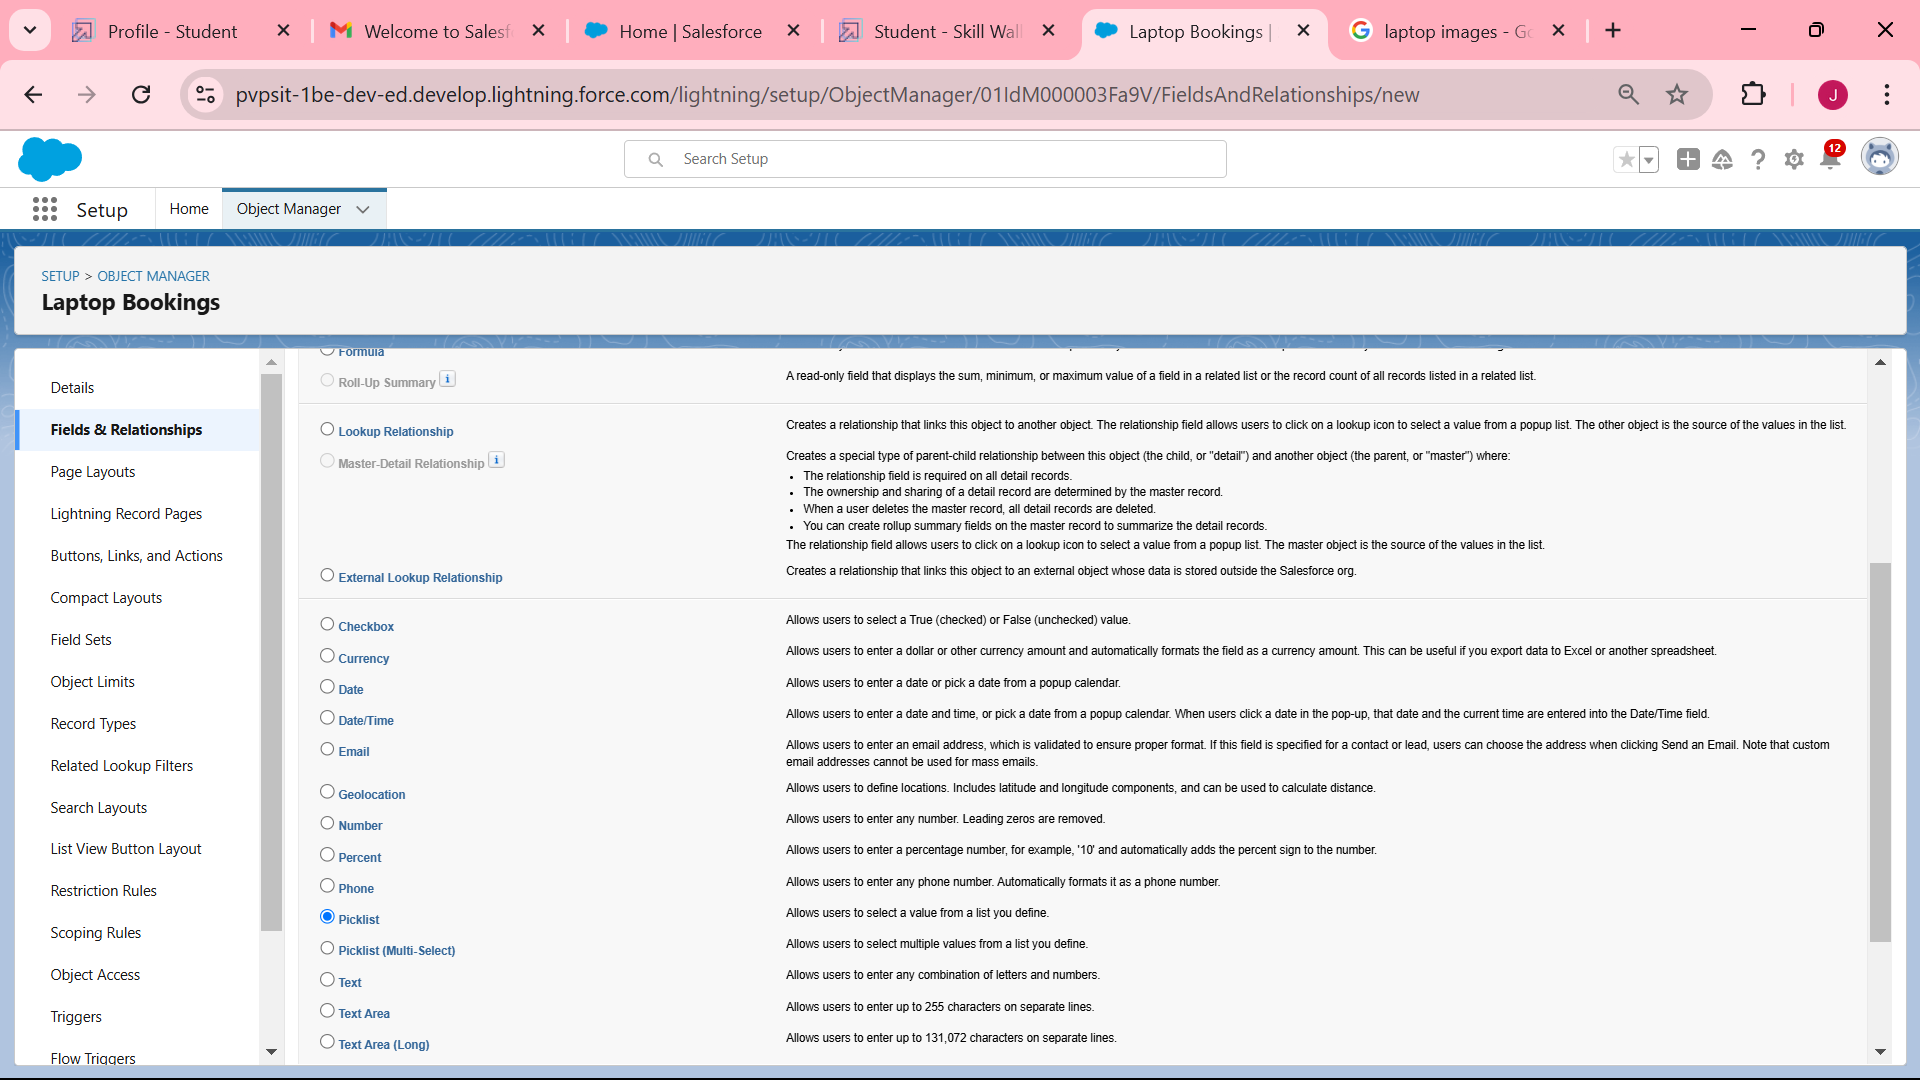 Profile - Student
Welcome to Salesf
Home | Salesforce
Student - Skill Wall
Laptop Bookings |
laptop images - Go
pvpsit-1be-dev-ed.develop.lightning.force.com/lightning/setup/ObjectManager/01IdM000003Fa9V/FieldsAndRelationships/new
J
Search Setup
12
Setup
Home
Object Manager
SETUP > OBJECT MANAGER
Laptop Bookings
Details
Fields & Relationships
Page Layouts
Lightning Record Pages
Buttons, Links, and Actions
Compact Layouts
Field Sets
Object Limits
Record Types
Related Lookup Filters
Search Layouts
List View Button Layout
Restriction Rules
Scoping Rules
Object Access
Triggers
Flow Triggers
Formula
Roll-Up Summary
A read-only field that displays the sum, minimum, or maximum value of a field in a related list or the record count of all records listed in a related list.
Lookup Relationship
Creates a relationship that links this object to another object. The relationship field allows users to click on a lookup icon to select a value from a popup list. The other object is the source of the values in the list.
Master-Detail Relationship
Creates a special type of parent-child relationship between this object (the child, or "detail") and another object (the parent, or "master") where:
• The relationship field is required on all detail records.
• The ownership and sharing of a detail record are determined by the master record.
• When a user deletes the master record, all detail records are deleted.
• You can create rollup summary fields on the master record to summarize the detail records.
The relationship field allows users to click on a lookup icon to select a value from a popup list. The master object is the source of the values in the list.
External Lookup Relationship
Creates a relationship that links this object to an external object whose data is stored outside the Salesforce org.
Checkbox
Allows users to select a True (checked) or False (unchecked) value.
Currency
Allows users to enter a dollar or other currency amount and automatically formats the field as a currency amount. This can be useful if you export data to Excel or another spreadsheet.
Date
Allows users to enter a date or pick a date from a popup calendar.
Date/Time
Allows users to enter a date and time, or pick a date from a popup calendar. When users click a date in the pop-up, that date and the current time are entered into the Date/Time field.
Email
Allows users to enter an email address, which is validated to ensure proper format. If this field is specified for a contact or lead, users can choose the address when clicking Send an Email. Note that custom
email addresses cannot be used for mass emails.
Geolocation
Allows users to define locations. Includes latitude and longitude components, and can be used to calculate distance.
Number
Allows users to enter any number. Leading zeros are removed.
Percent
Allows users to enter a percentage number, for example, '10' and automatically adds the percent sign to the number.
Phone
Allows users to enter any phone number. Automatically formats it as a phone number.
Picklist
Allows users to select a value from a list you define.
Picklist (Multi-Select)
Allows users to select multiple values from a list you define.
Text
Allows users to enter any combination of letters and numbers.
Text Area
Allows users to enter up to 255 characters on separate lines.
Text Area (Long)
Allows users to enter up to 131,072 characters on separate lines.